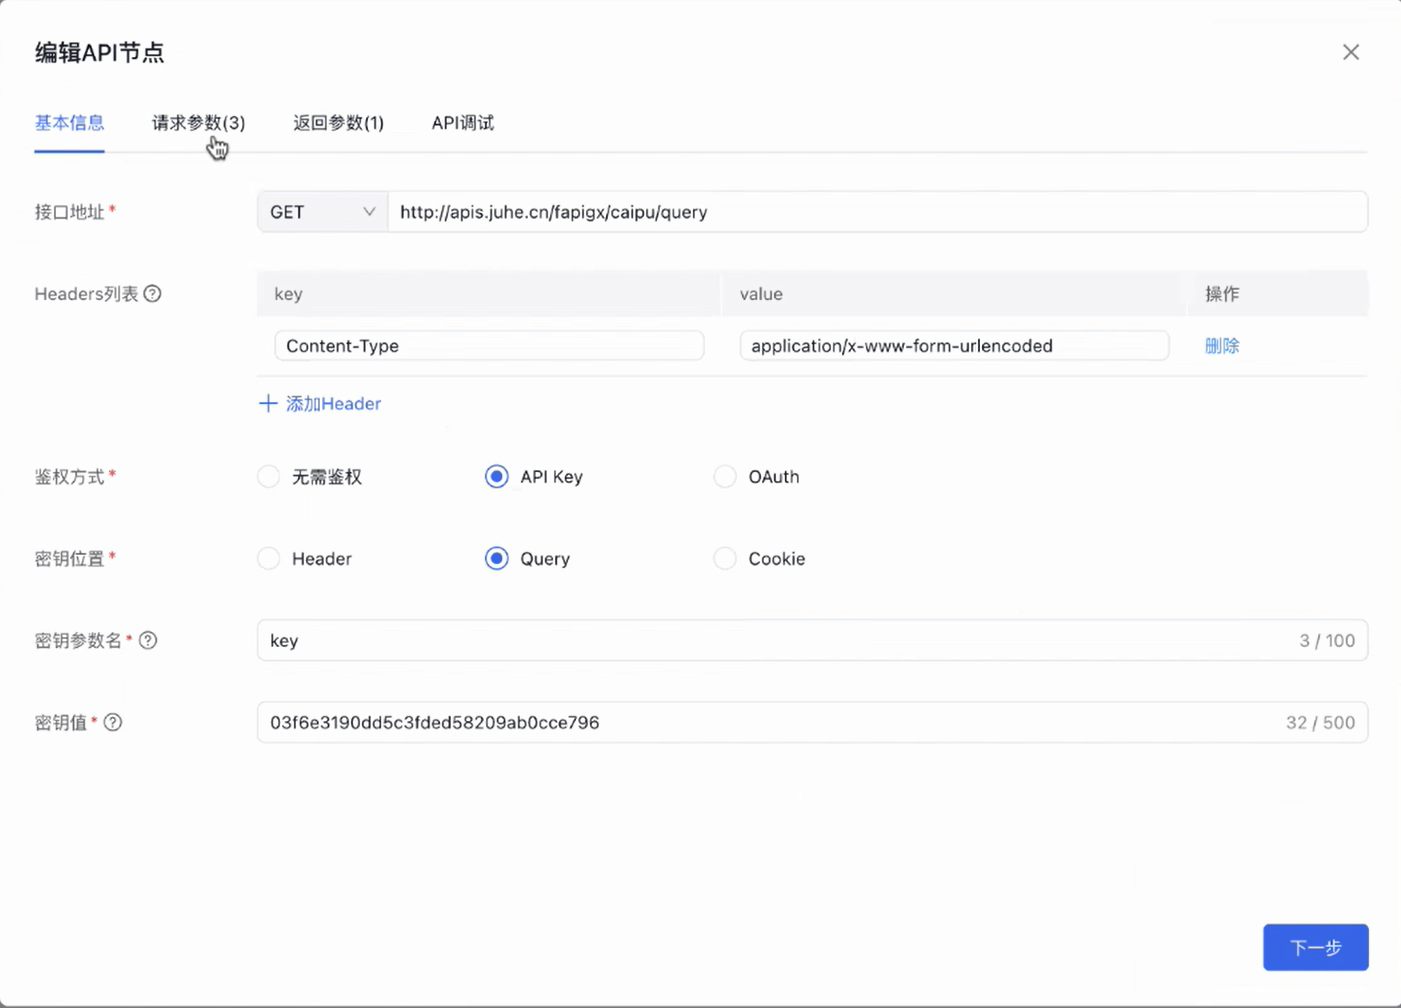 编辑API节点
基本信息 请求参数(3) 返回参数(1) API调试
接口地址* GET http://apis.juhe.cn/fapigx/caipu/query
Headers列表 key value 操作
Content-Type application/x-www-form-urlencoded 删除
添加Header
鉴权方式* 无需鉴权 API Key OAuth
密钥位置* Header Query Cookie
密钥参数名* key 3 / 100
密钥值* 03f6e3190dd5c3fded58209ab0cce796 32 / 500
下一步